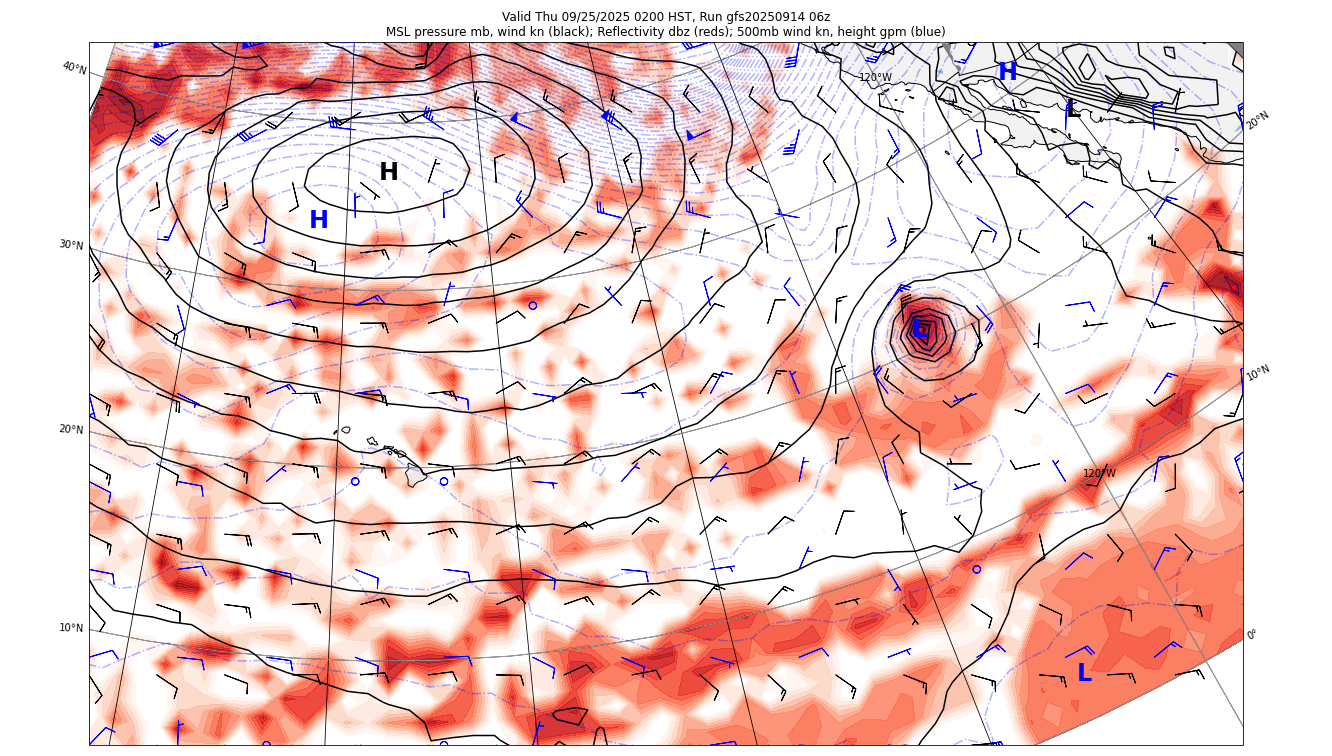 Valid Thu 09/25/2025 0200 HST, Run gfs20250914 06z
MSL pressure mb, wind kn (black); Reflectivity dbz (reds); 500mb wind kn, height gpm (blue)
40°N
120°W
H
L
20°N
H
H
30°N
L
10°N
20°N
120°W
10°N
0°
L